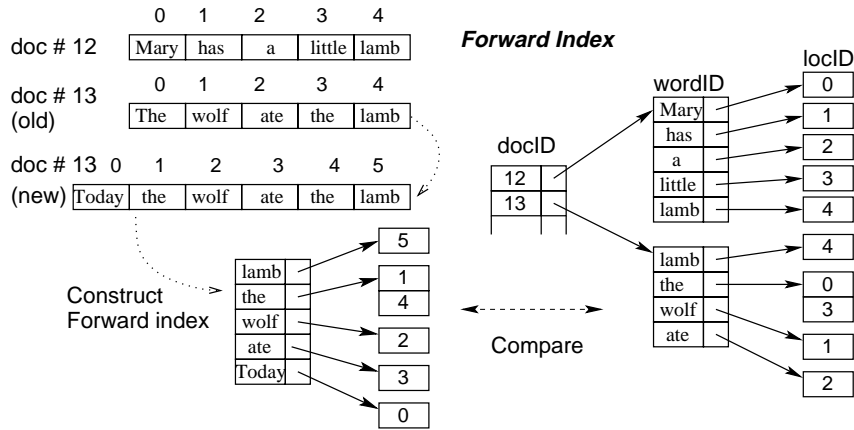 0 1 2 3 4
doc # 12 Mary has a little lamb
0 1 2 3 4
doc # 13
(old) The wolf ate the lamb
doc # 13 0 1 2 3 4 5
(new) Today the wolf ate the lamb
Construct
Forward index
lamb 5
the 1
4
wolf 2
ate 3
Today 0
Compare
Forward Index
docID
12
13
wordID
locID
Mary 0
has 1
a 2
little 3
lamb 4
lamb 4
the 0
3
wolf 1
ate 2